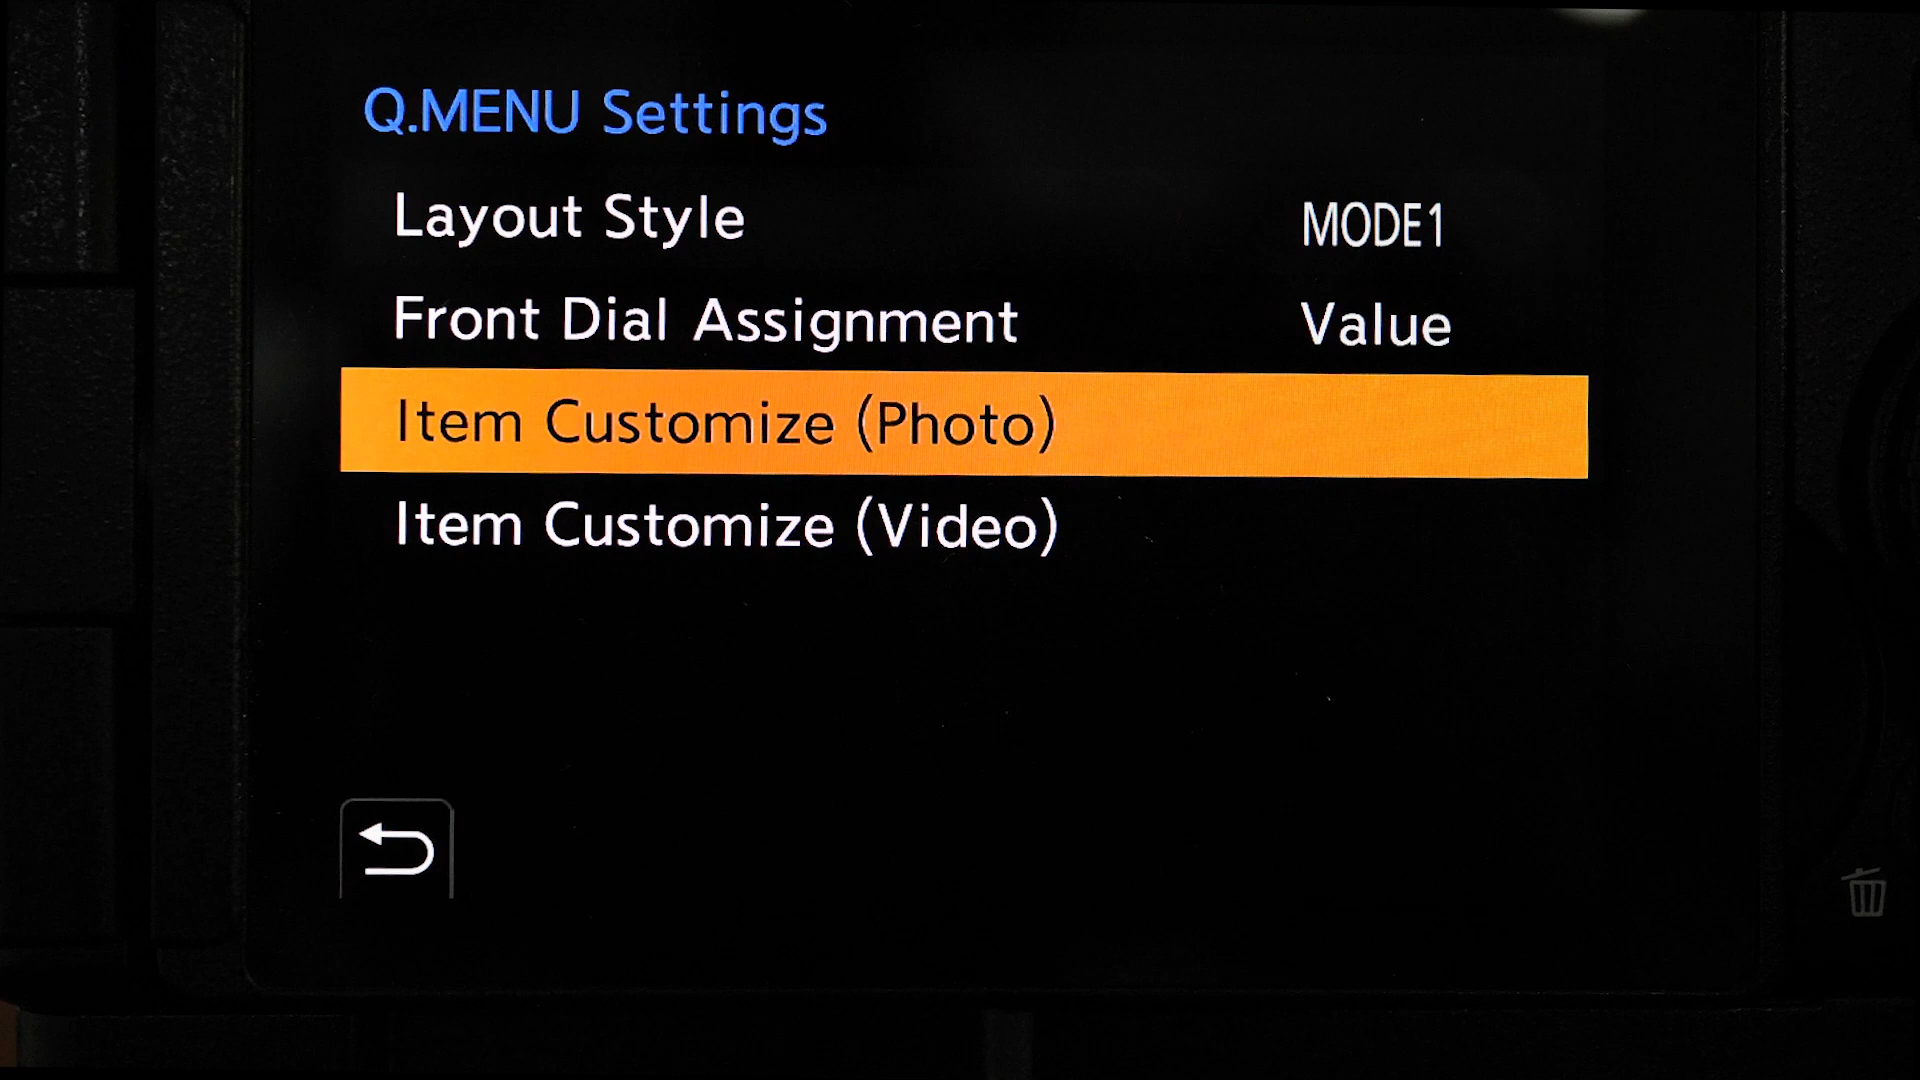 Q.MENU Settings
Layout Style MODE1
Front Dial Assignment Value
Item Customize (Photo)
Item Customize (Video)